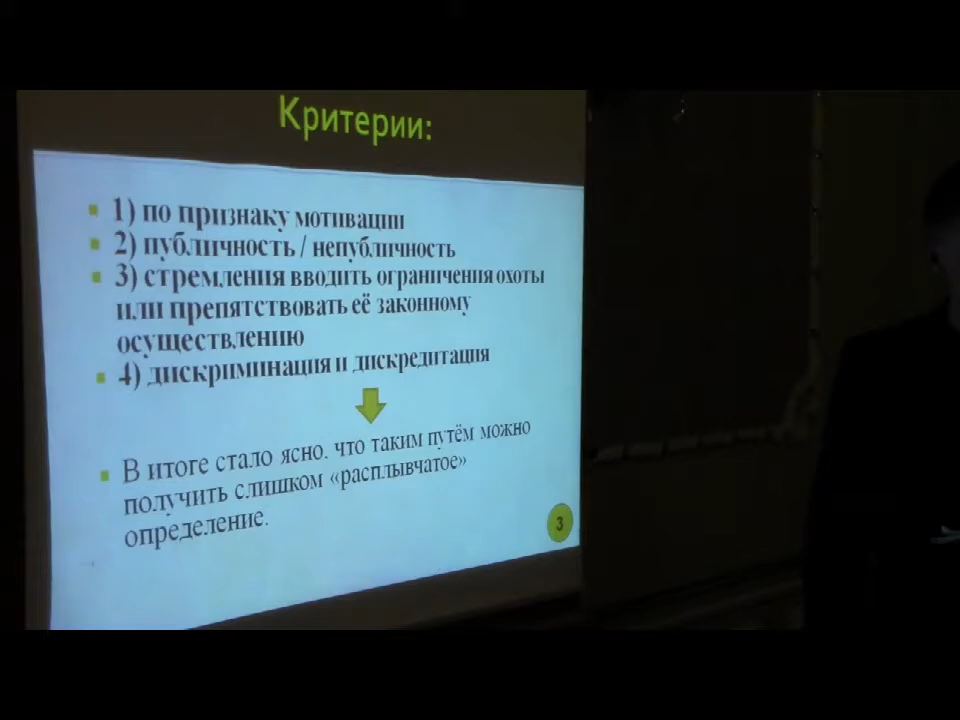 Критерии:
1) по признаку мотивации
2) публичность / непубличность
3) стремления вводить ограничения охоты
или препятствовать её законному
осуществлению
4) дискриминация и дискредитация
В итоге стало ясно, что таким путём можно
получить слишком «расплывчатое»
определение.
3